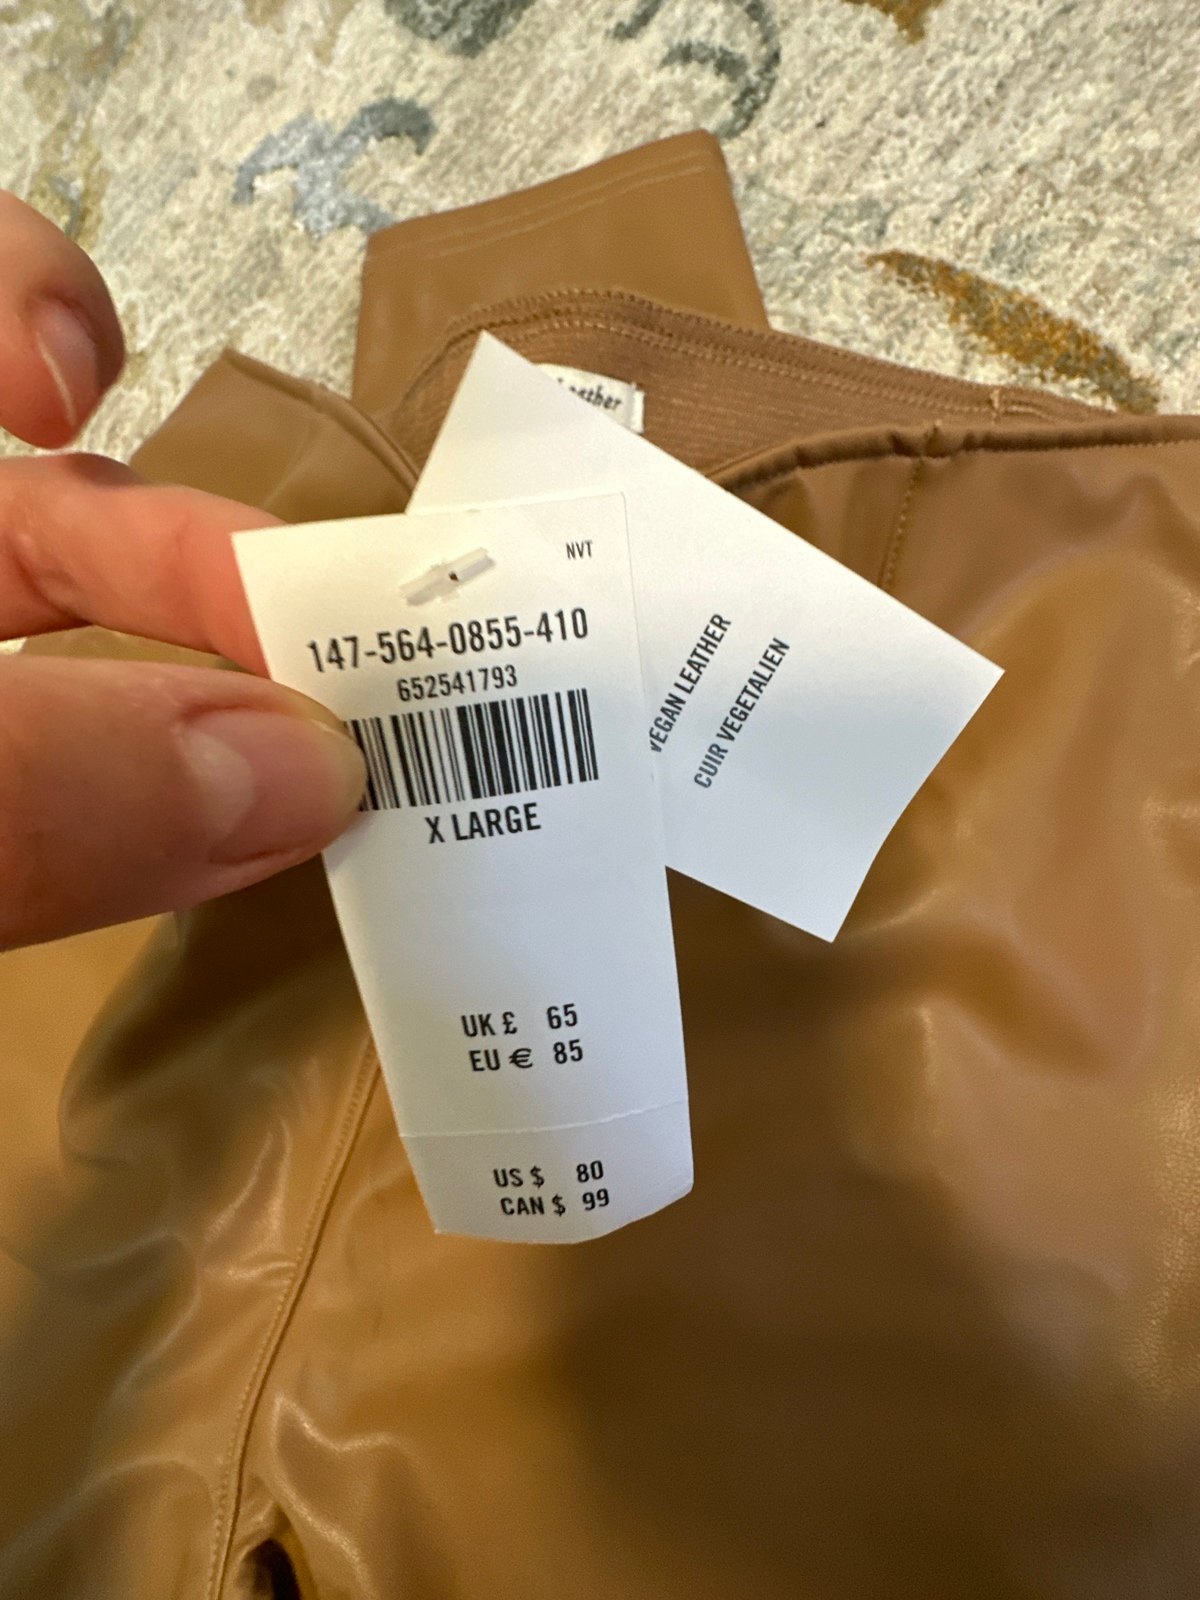 NVT
147-564-0855-410
652541793
X LARGE
UK £ 65
EU € 85
US $ 80
CAN $ 99
VEGAN LEATHER
CUIR VEGETALIEN